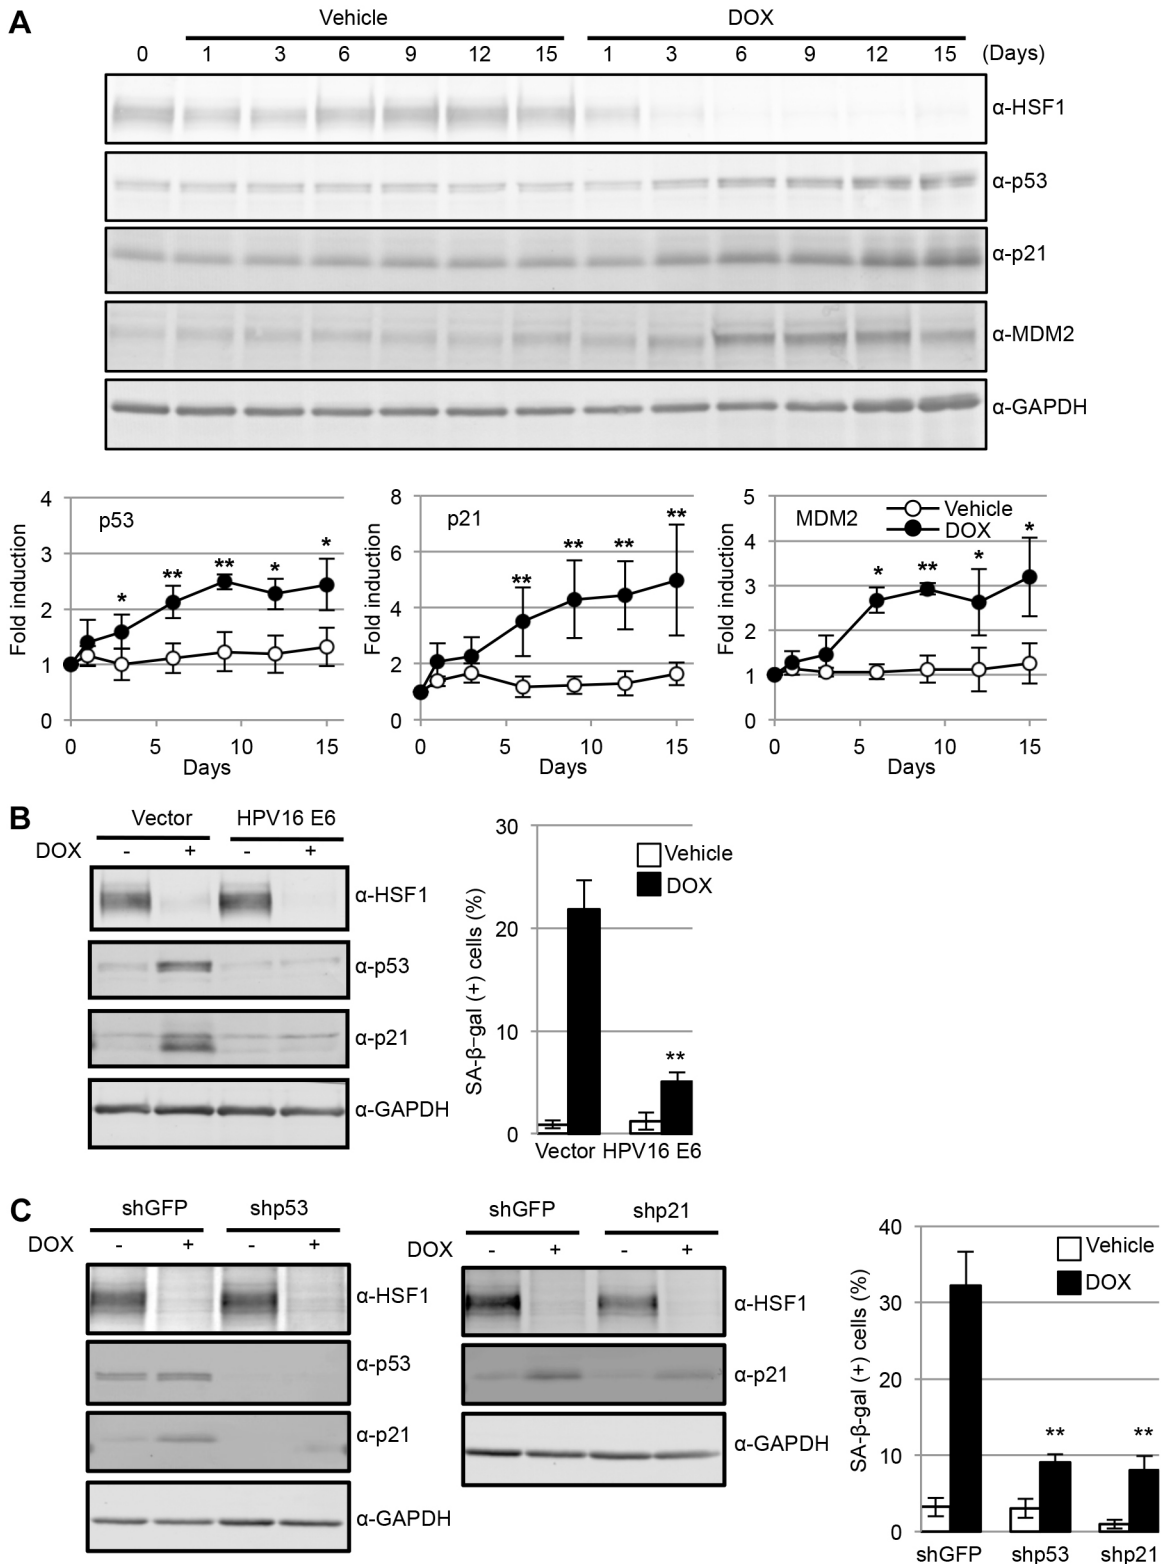 A
Vehicle DOX
0 1 3 6 9 12 15 1 3 6 9 12 15 (Days)
α-HSF1
α-p53
α-p21
α-MDM2
α-GAPDH
4
3
2
1
0
Fold induction
p53
* ** ** * *
0 5 10 15
Days
8
6
4
2
0
Fold induction
p21
** ** ** **
0 5 10 15
Days
5
4
3
2
1
0
Fold induction
MDM2
Vehicle
DOX
* ** * *
0 5 10 15
Days
B
Vector HPV16 E6
DOX - + - +
α-HSF1
α-p53
α-p21
α-GAPDH
30
20
10
0
SA-β−gal (+) cells (%)
Vehicle
DOX
**
Vector HPV16 E6
C
shGFP shp53
DOX - + - +
α-HSF1
α-p53
α-p21
α-GAPDH
shGFP shp21
DOX - + - +
α-HSF1
α-p21
α-GAPDH
40
30
20
10
0
SA-β-gal (+) cells (%)
Vehicle
DOX
** **
shGFP shp53 shp21